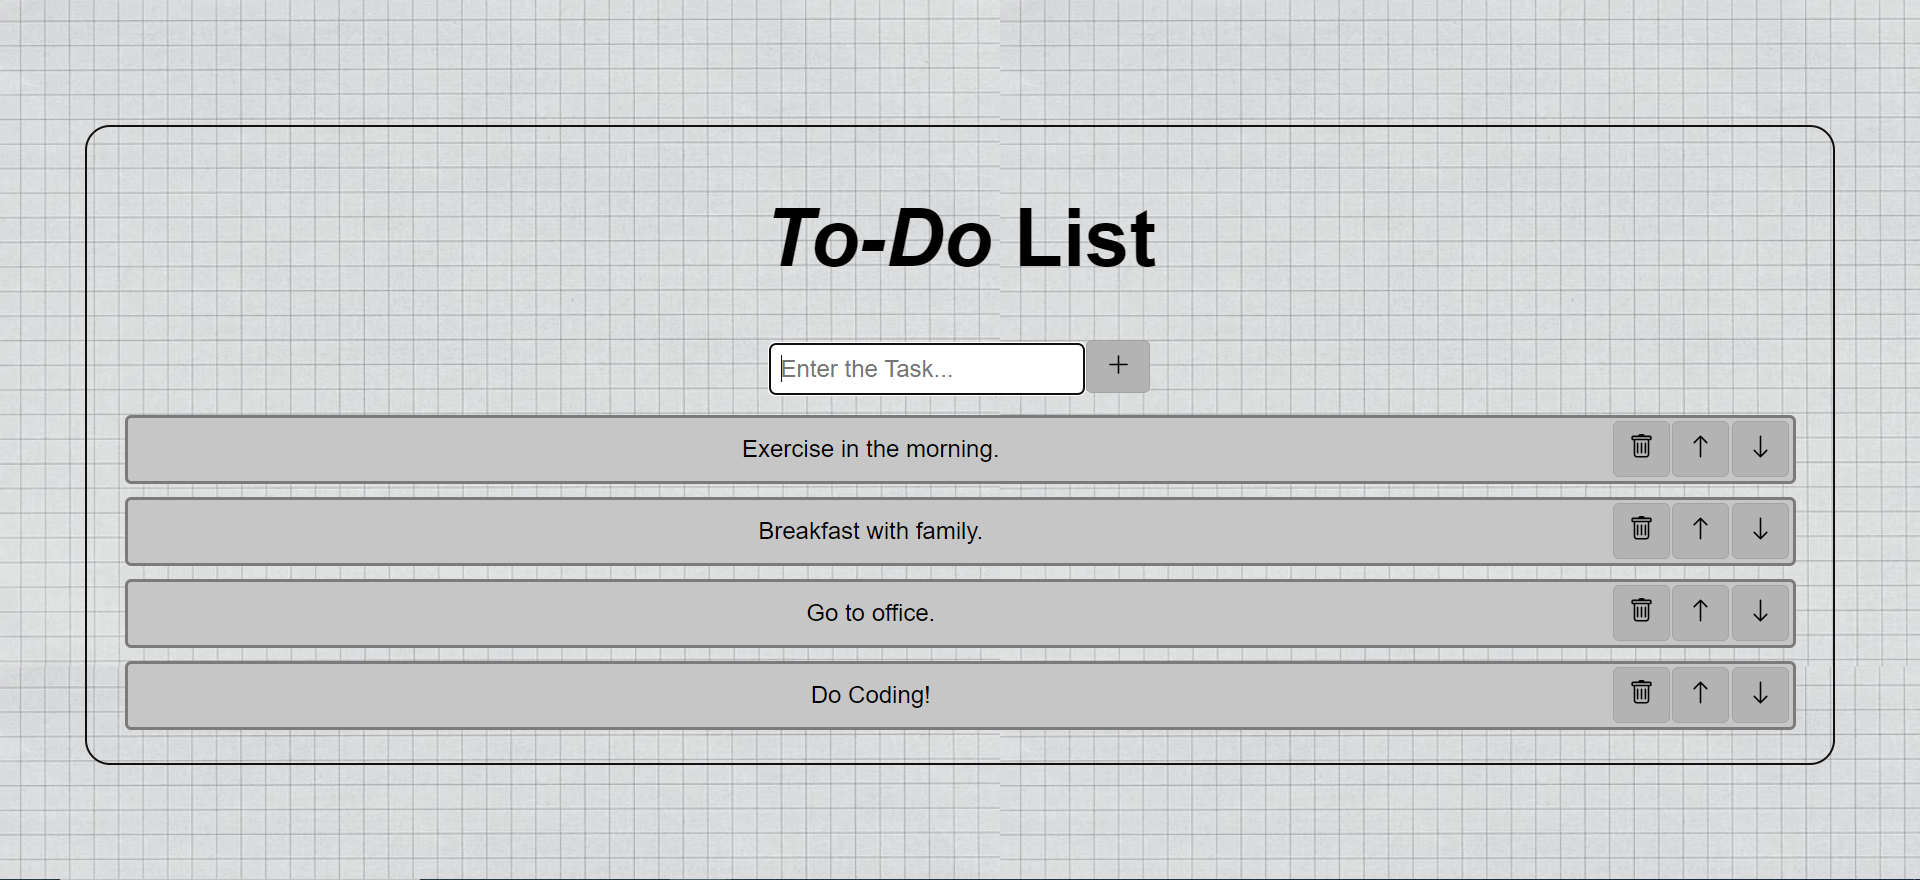 To-Do List
Enter the Task...
Exercise in the morning.
Breakfast with family.
Go to office.
Do Coding!